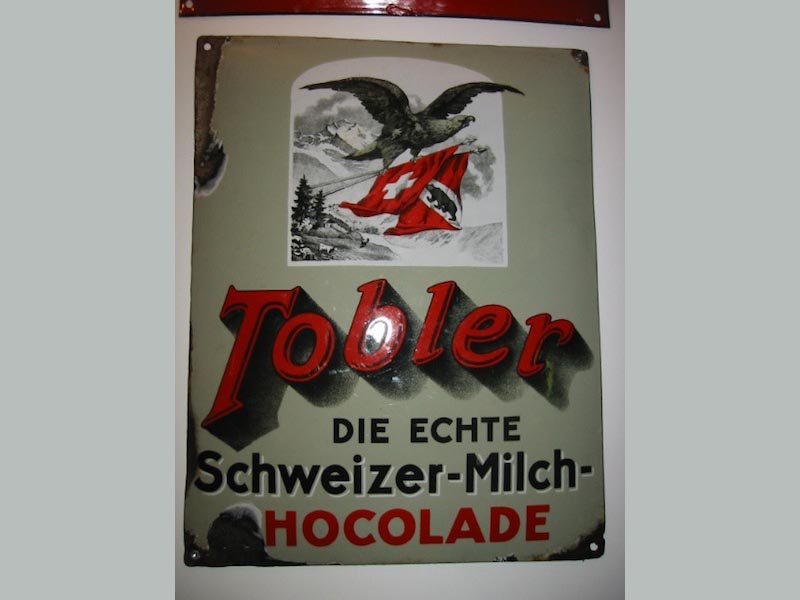 Tobler
DIE ECHTE
Schweizer-Milch-
HOCOLADE